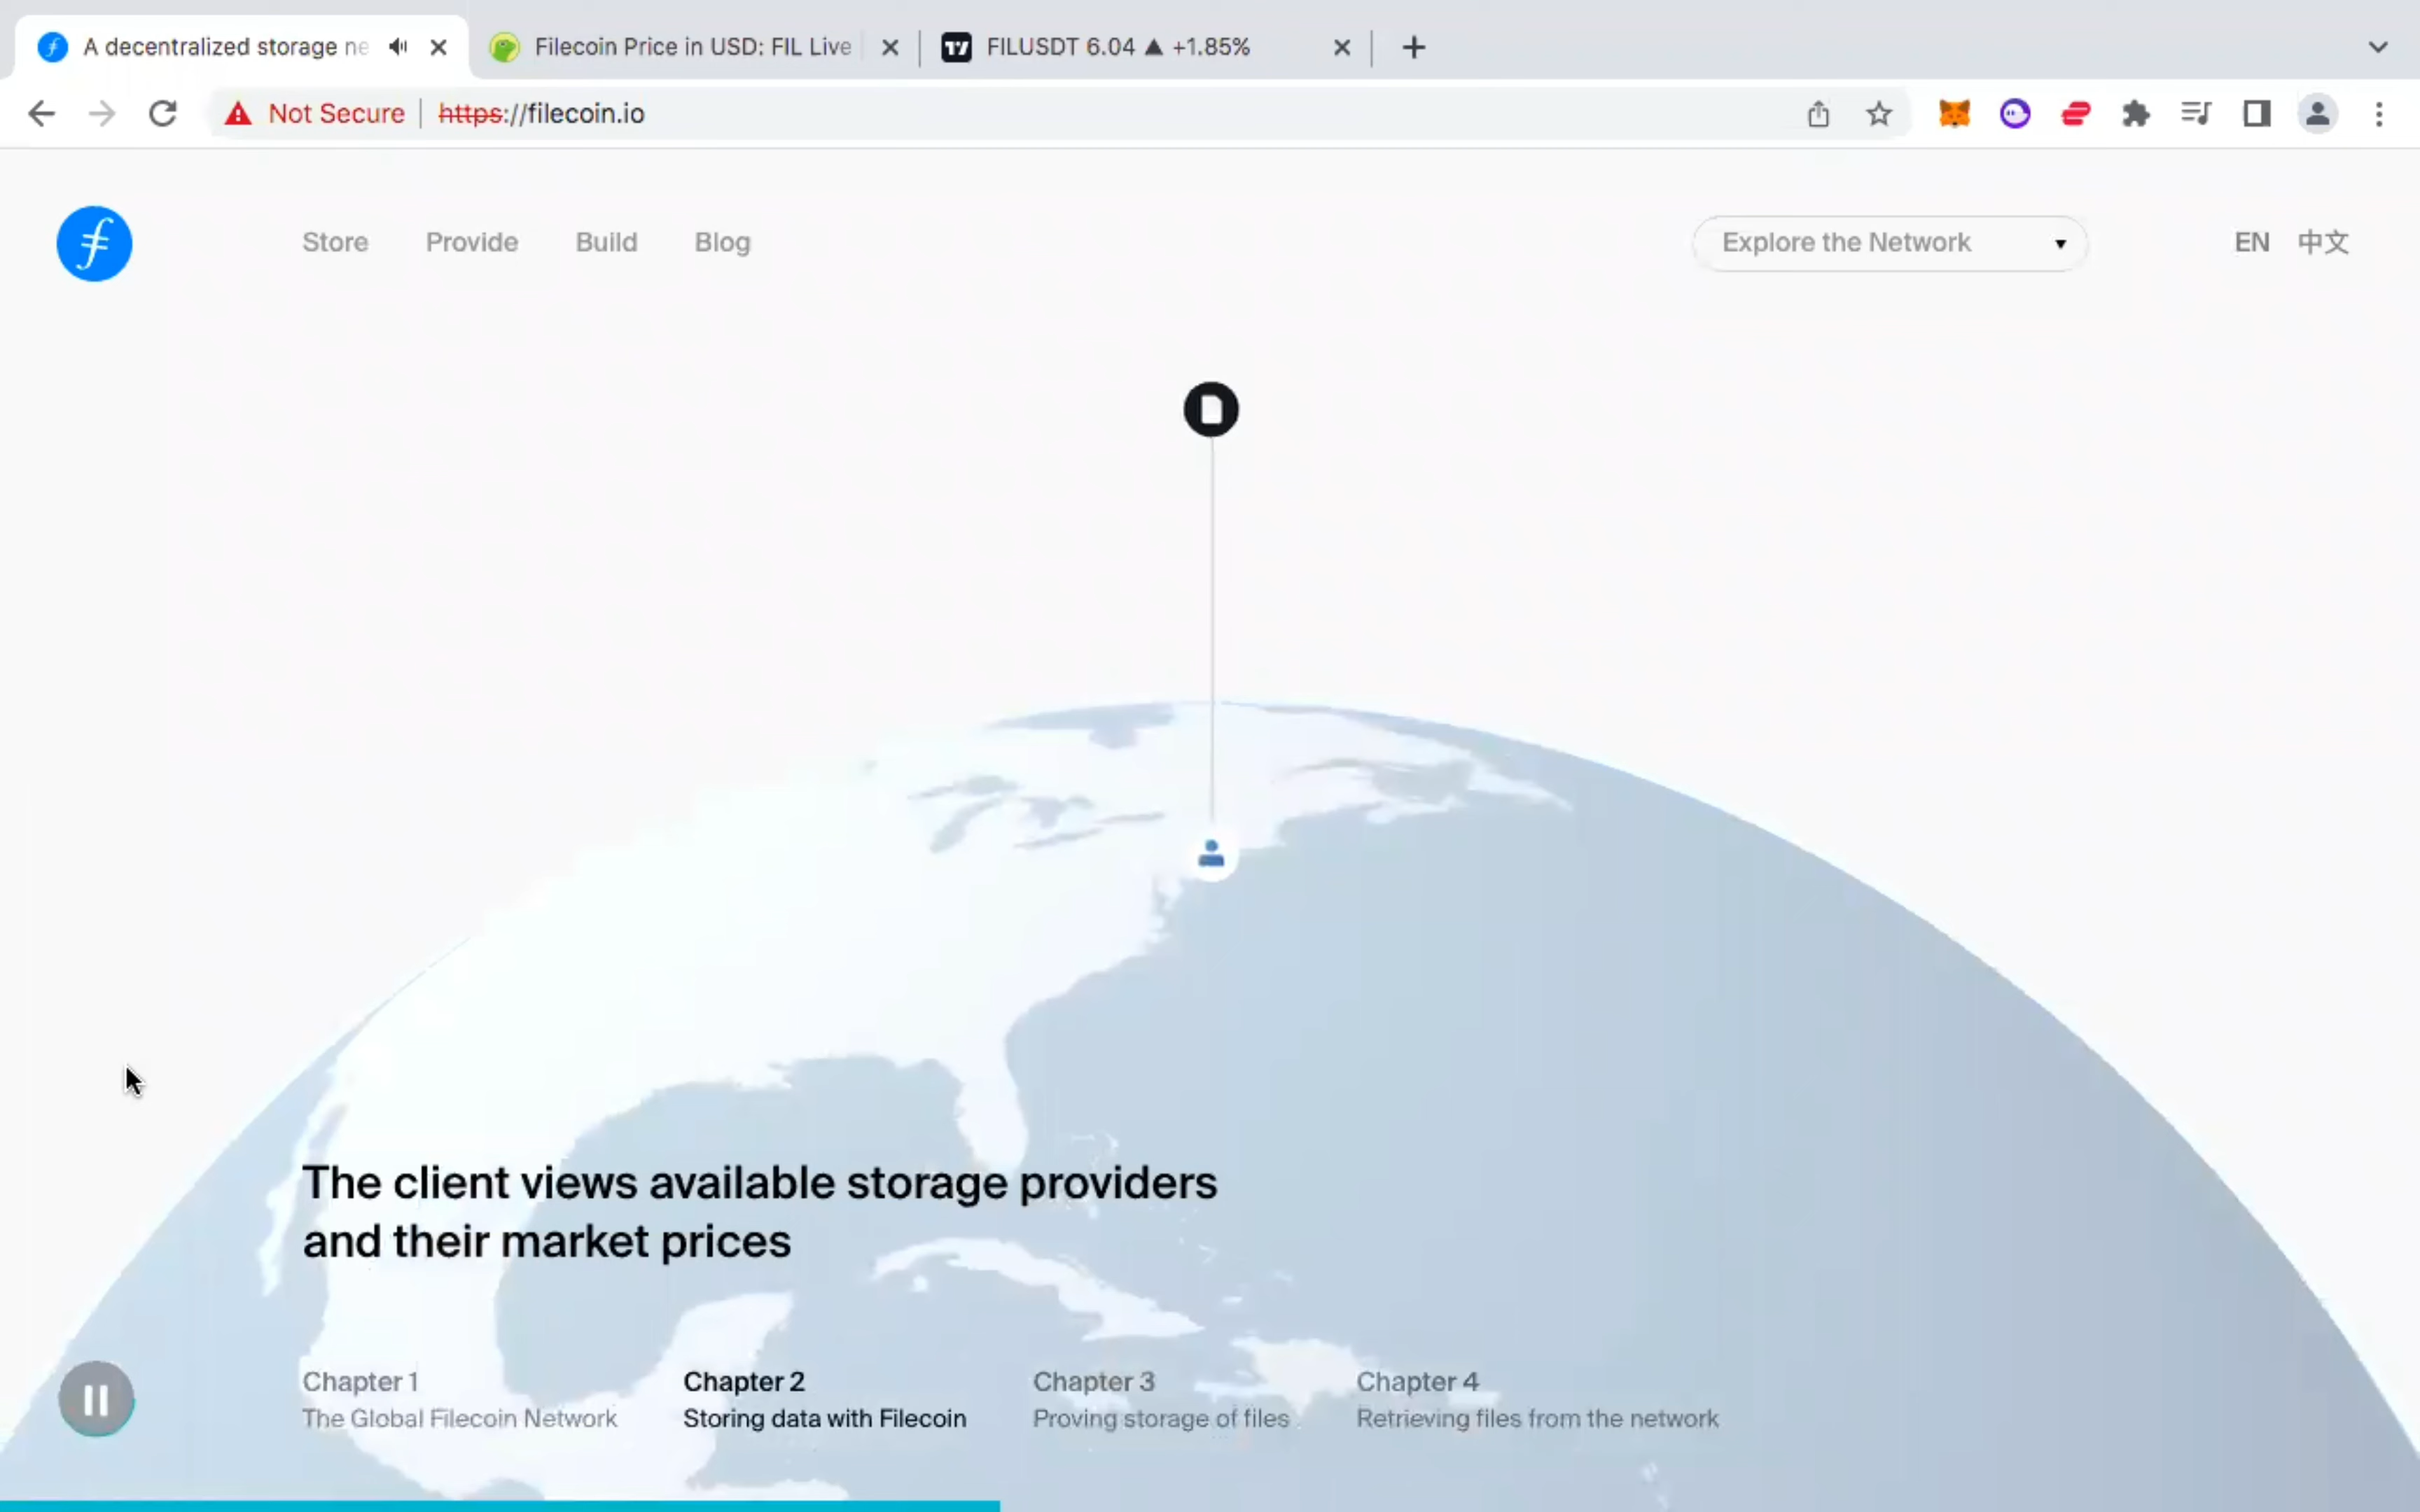 A decentralized storage ne
Filecoin Price in USD: FIL Live
FILUSDT 6.04 ▲ +1.85%
Not Secure
https://filecoin.io
Store
Provide
Build
Blog
Explore the Network
EN
中文
The client views available storage providers
and their market prices
Chapter 1
The Global Filecoin Network
Chapter 2
Storing data with Filecoin
Chapter 3
Proving storage of files
Chapter 4
Retrieving files from the network